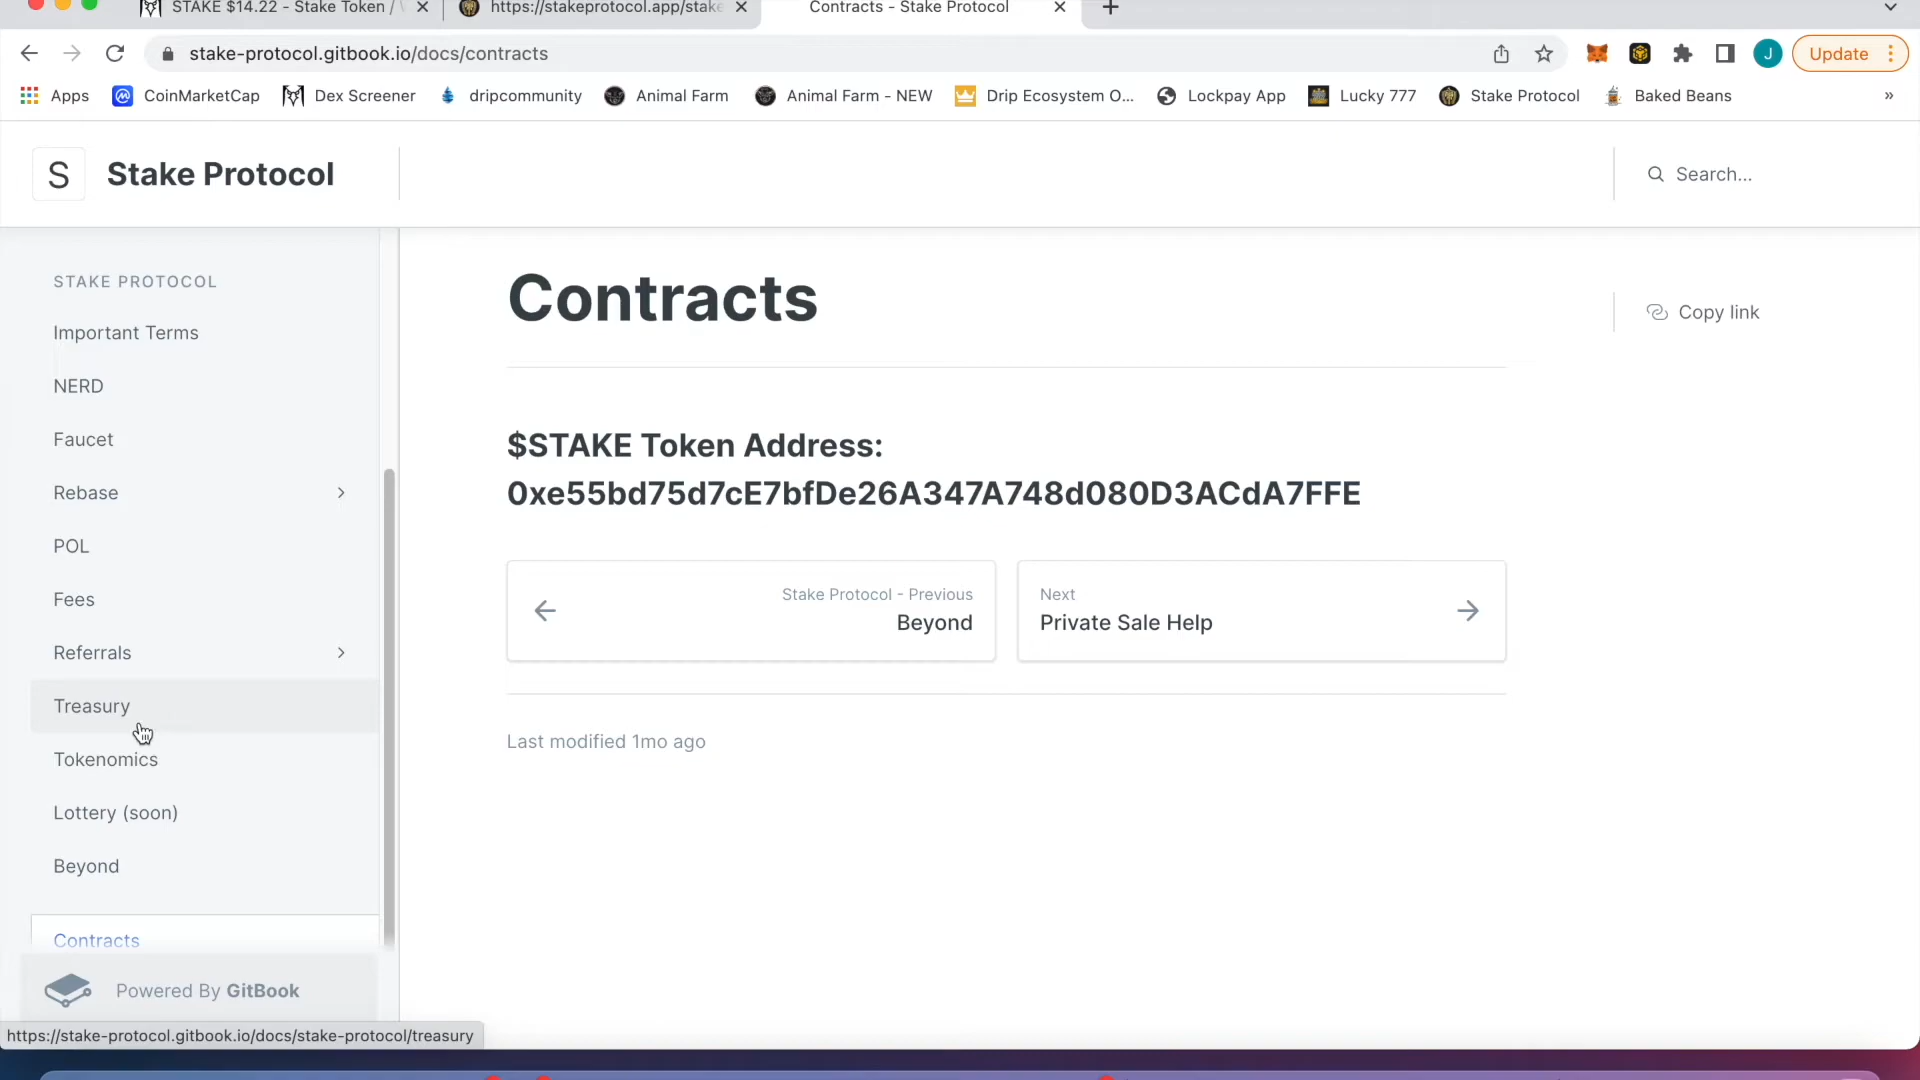 STAKE $14.22 - Stake Token /
https://stakeprotocol.app/stake
Contracts - Stake Protocol
stake-protocol.gitbook.io/docs/contracts
J
Update
Apps
CoinMarketCap
Dex Screener
dripcommunity
Animal Farm
Animal Farm - NEW
Drip Ecosystem O...
Lockpay App
Lucky 777
Stake Protocol
Baked Beans
»
S
Stake Protocol
Search...
STAKE PROTOCOL
Important Terms
NERD
Faucet
Rebase
POL
Fees
Referrals
Treasury
Tokenomics
Lottery (soon)
Beyond
Contracts
Powered By GitBook
Contracts
Copy link
$STAKE Token Address:
0xe55bd75d7cE7bfDe26A347A748d080D3ACdA7FFE
Stake Protocol - Previous
Beyond
Next
Private Sale Help
Last modified 1mo ago
https://stake-protocol.gitbook.io/docs/stake-protocol/treasury